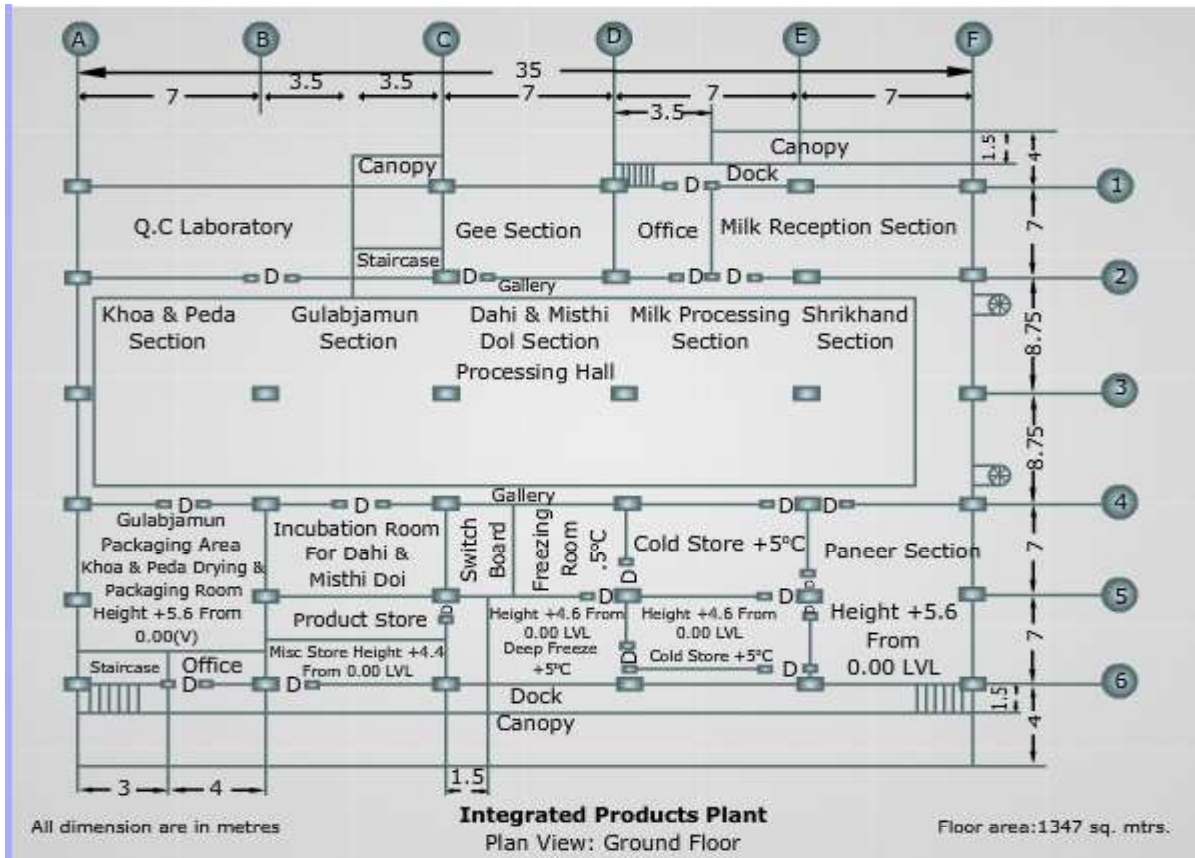 A B C D E F
35
7 3.5 3.5 7 7 7
3.5
Canopy
1.5
4
Canopy
Dock
D
1
Q.C Laboratory
Gee Section
Office
Milk Reception Section
7
Staircase
D D D D
Gallery
2
Khoa & Peda
Section
Gulabjamun
Section
Dahi & Misthi
Dol Section
Milk Processing
Section
Shrikhand
Section
8.75
Processing Hall
3
8.75
Gallery
D D D D
4
Gulabjamun
Packaging Area
Khoa & Peda Drying &
Packaging Room
Height +5.6 From
0.00(V)
Incubation Room
For Dahi &
Misthi Doi
Switch
Board
Freezing
Room
.5°C
Cold Store +5°C
D
Paneer Section
D
7
D D
5
Product Store
D
Height +4.6 From
0.00 LVL
Deep Freeze
+5°C
Height +4.6 From
0.00 LVL
Cold Store +5°C
D
D
Height +5.6
From
0.00 LVL
7
Misc Store Height +4.4
From 0.00 LVL
Staircase
Office
D D D
6
Dock
1.5
Canopy
4
3 4 1.5
Integrated Products Plant
Plan View: Ground Floor
All dimension are in metres
Floor area:1347 sq. mtrs.